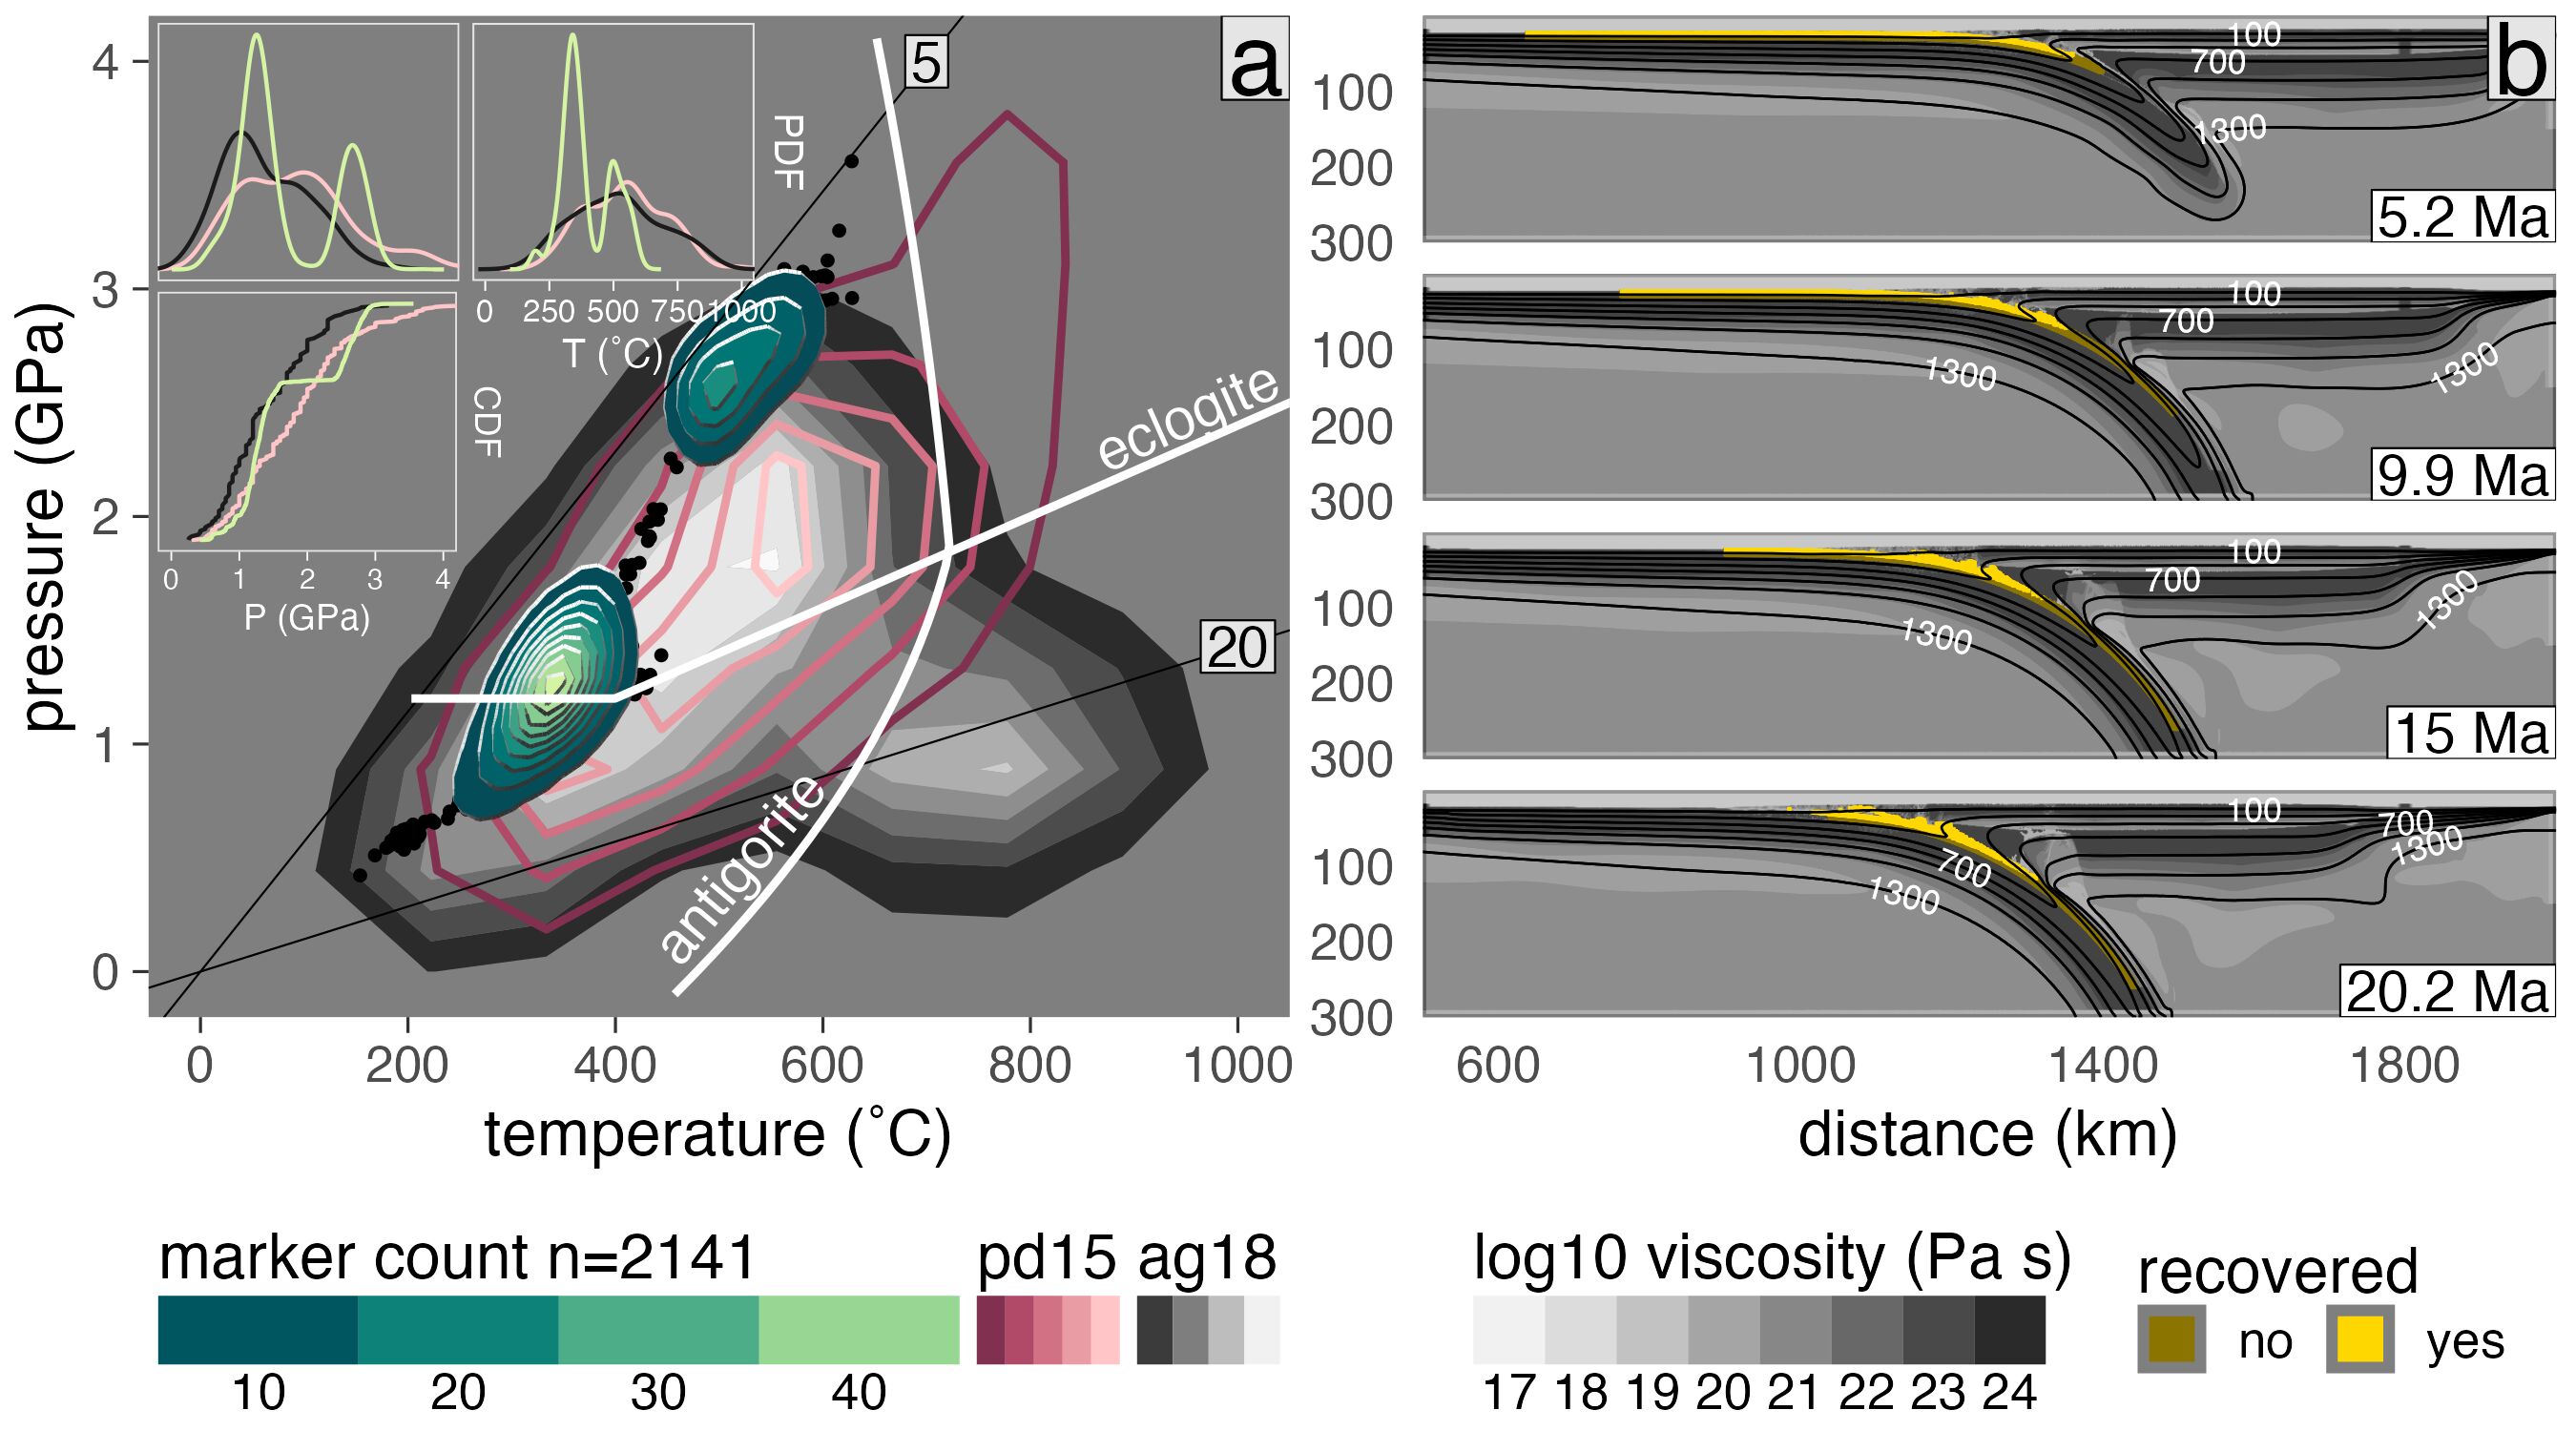 a
5
20
PDF
0 250 500 750 1000
T (˚C)
CDF
0 1 2 3 4
P (GPa)
eclogite
antigorite
4
3
2
1
0
pressure (GPa)
0 200 400 600 800 1000
temperature (˚C)
b
100
200
300
100
700
1300
5.2 Ma
100
200
300
100
700
1300
1300
9.9 Ma
100
200
300
100
700
1300
1300
15 Ma
100
200
300
100
700
1300
700
1300
20.2 Ma
600 1000 1400 1800
distance (km)
marker count n=2141
10 20 30 40
pd15 ag18
log10 viscosity (Pa s)
17 18 19 20 21 22 23 24
recovered
no yes